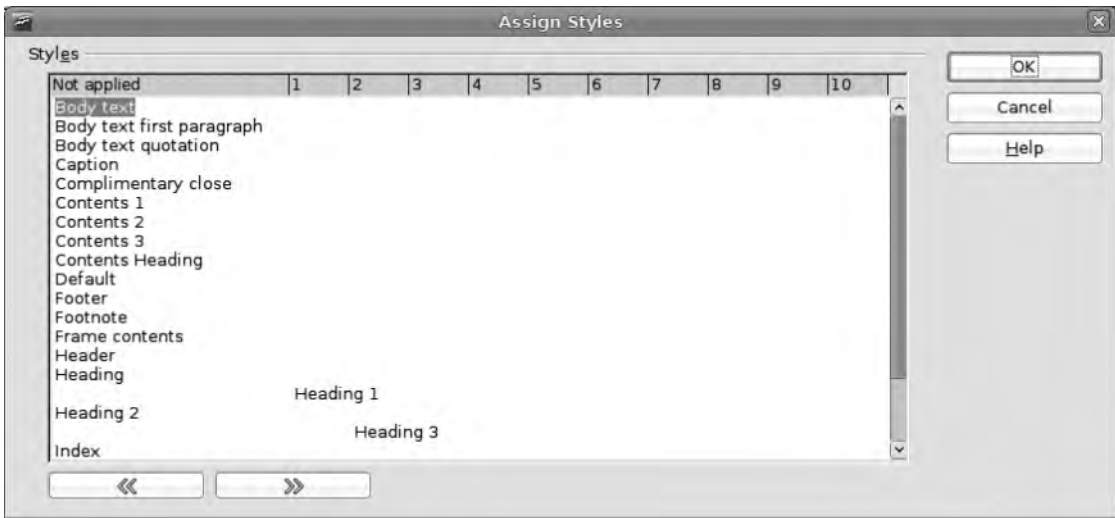 Assign Styles
Styles
OK
Cancel
Help
Not applied 1 2 3 4 5 6 7 8 9 10
Body text
Body text first paragraph
Body text quotation
Caption
Complimentary close
Contents 1
Contents 2
Contents 3
Contents Heading
Default
Footer
Footnote
Frame contents
Header
Heading
Heading 1
Heading 2
Heading 3
Index